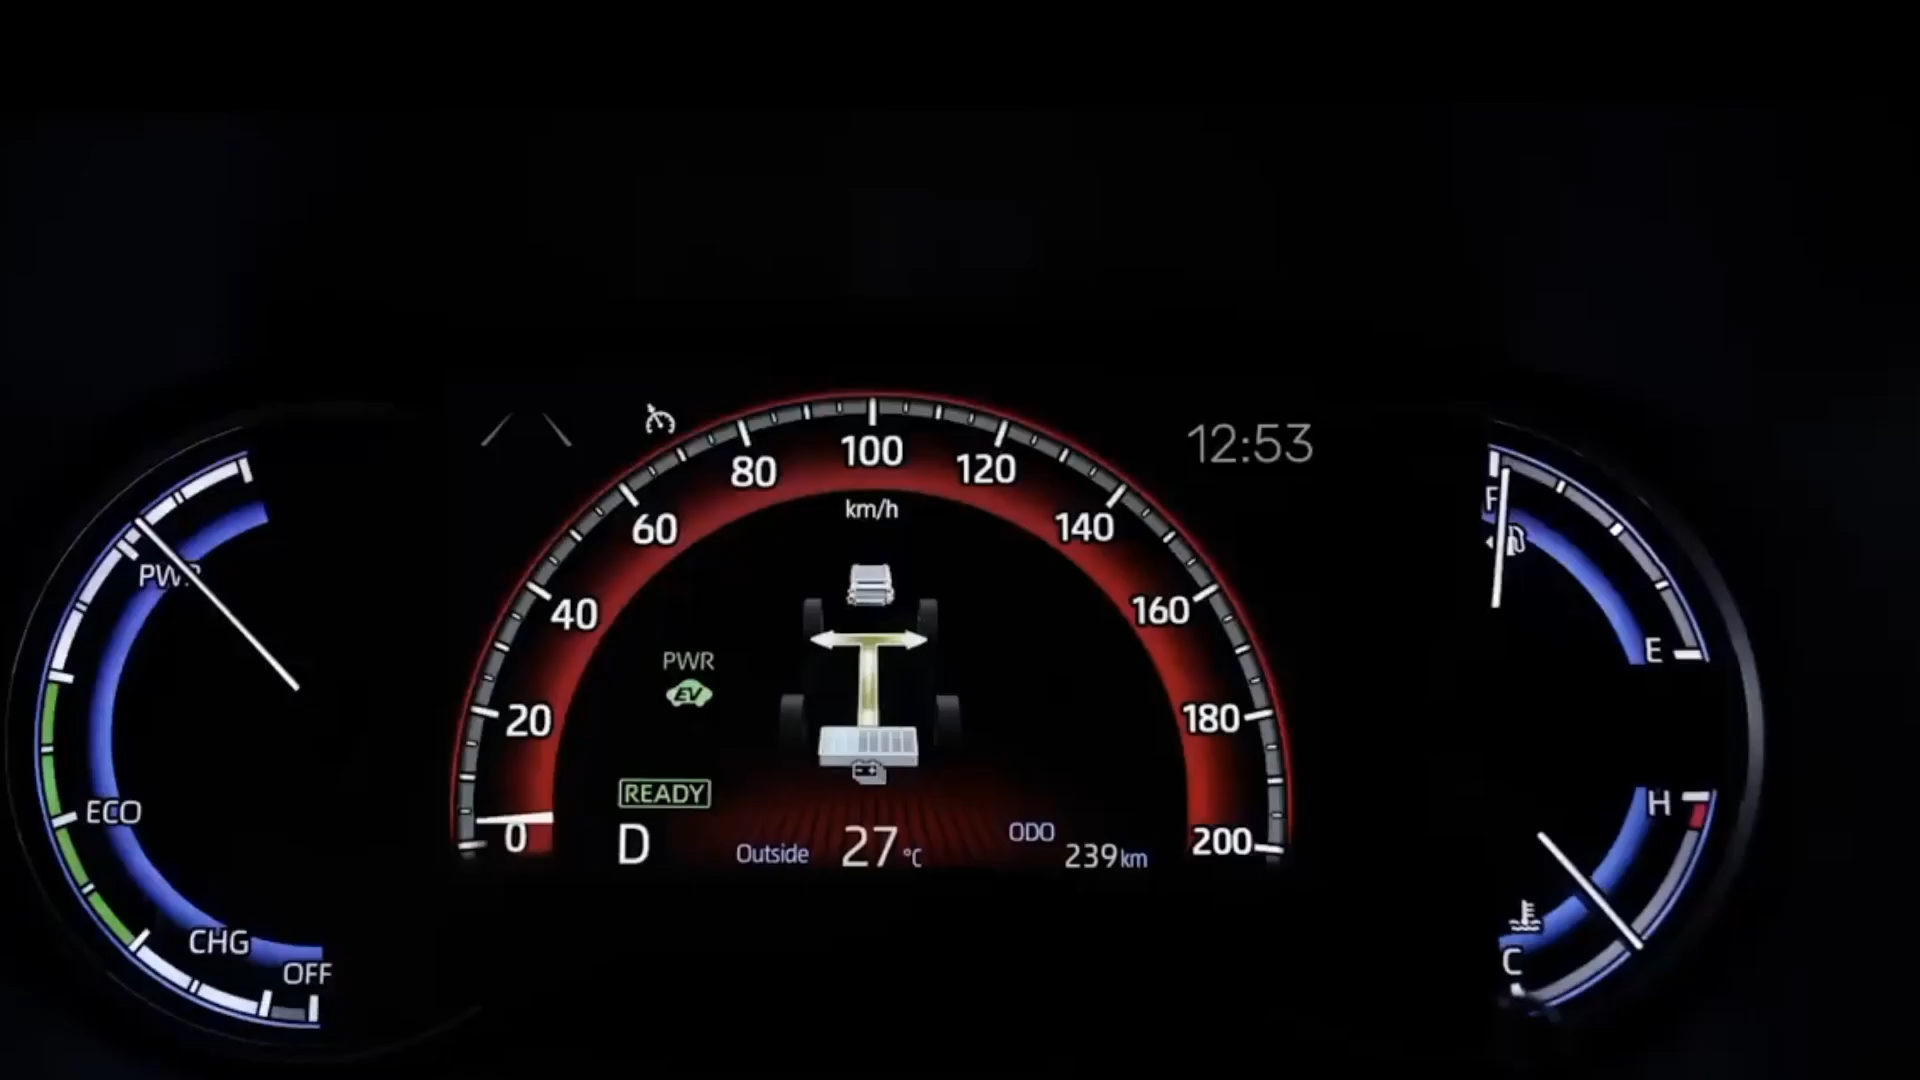 12:53
100
80
120
F
km/h
60
140
PWR
40
160
E
PWR
EV
20
180
READY
H
ECO
0
D
Outside 27 °C
ODO
239 km
200
CHG
C
OFF